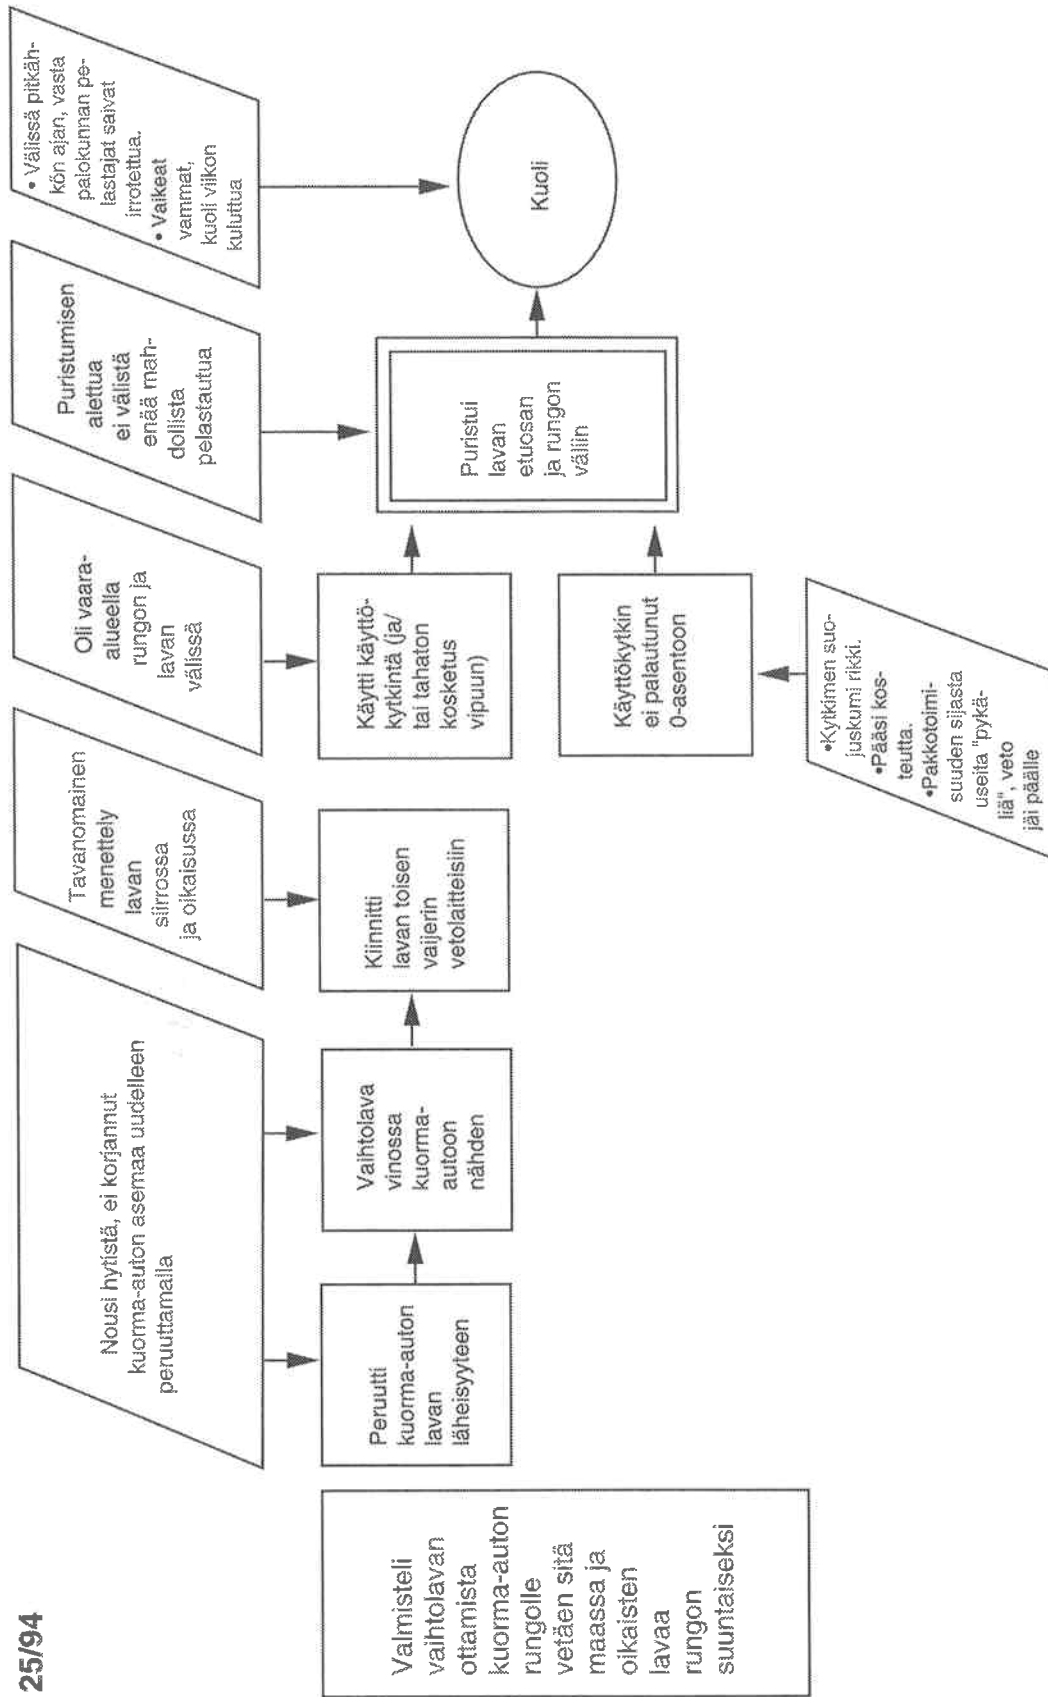 25/94
Valmisteli
vaihtolavan
ottamista
kuorma-auton
rungolle
vetäen sitä
maassa ja
oikaisten
lavaa
rungon
suuntaiseksi
Nousi hytistä, ei korjannut
kuorma-auton asemaa uudelleen
peruuttamalla
Tavanomainen
menettely
lavan
siirrossa
ja oikaisussa
Oli vaara-
alueella
rungon ja
lavan
välissä
Puristumisen
alettua
ei välistä
enää mah-
dollista
pelastautua
• Välissä pitkäh-
kön ajan, vasta
palokunnan pe-
lastajat saivat
irrotettua.
• Vaikeat
vammat,
kuoli viikon
kuluttua
Peruutti
kuorma-auton
lavan
läheisyyteen
Vaihtolava
vinossa
kuorma-
autoon
nähden
Kiinnitti
lavan toisen
vaijerin
vetolaitteisiin
Käytti käyttö-
kytkintä (ja/
tai tahaton
kosketus
vipuun)
Puristui
lavan
etuosan
ja rungon
väliin
Kuoli
Käyttökytkin
ei palautunut
0-asentoon
•Kytkimen suo-
juskumi rikki.
•Pääsi kos-
teutta.
•Pakkotoimi-
suuden sijasta
useita "pykä-
liä", veto
jäi päälle